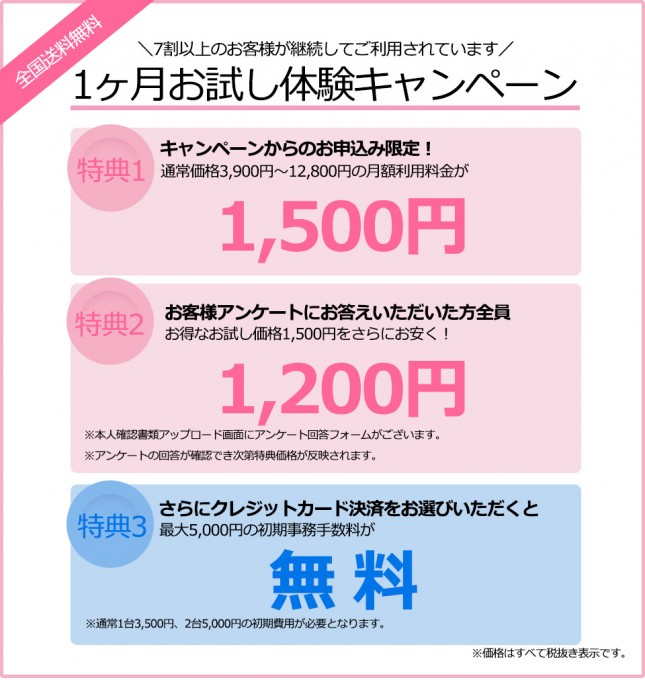 全国送料無料
＼7割以上のお客様が継続してご利用されています／
1ヶ月お試し体験キャンペーン
特典1
キャンペーンからのお申込み限定！
通常価格3,900円～12,800円の月額利用料金が
1,500円
特典2
お客様アンケートにお答えいただいた方全員
お得なお試し価格1,500円をさらにお安く！
1,200円
※本人確認書類アップロード画面にアンケート回答フォームがございます。
※アンケートの回答が確認でき次第特典価格が反映されます。
特典3
さらにクレジットカード決済をお選びいただくと
最大5,000円の初期事務手数料が
無料
※通常1台3,500円、2台5,000円の初期費用が必要となります。
※価格はすべて税抜き表示です。